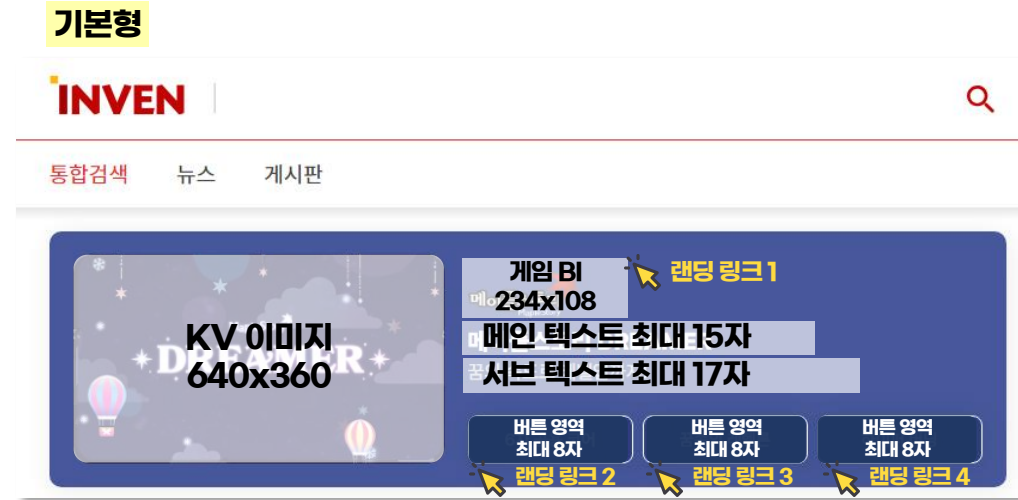 기본형
INVEN
통합검색 뉴스 게시판
KV 이미지
640x360
게임 BI
234x108
랜딩 링크 1
메인 텍스트 최대 15자
서브 텍스트 최대 17자
버튼 영역
최대 8자
버튼 영역
최대 8자
버튼 영역
최대 8자
랜딩 링크 2
랜딩 링크 3
랜딩 링크 4